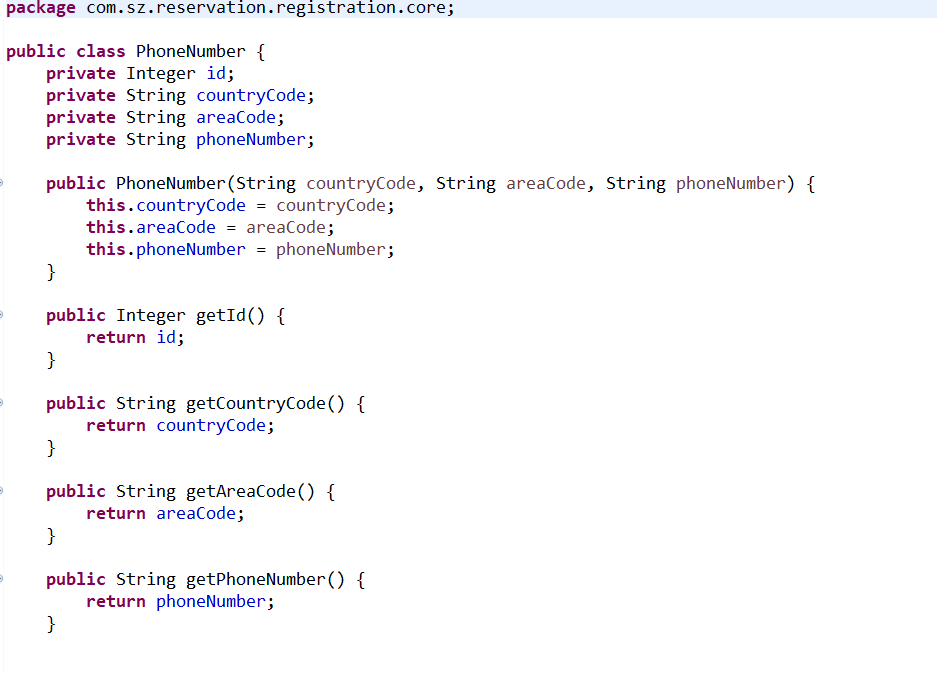 package com.sz.reservation.registration.core;
public class PhoneNumber {
    private Integer id;
    private String countryCode;
    private String areaCode;
    private String phoneNumber;
    public PhoneNumber(String countryCode, String areaCode, String phoneNumber) {
        this.countryCode = countryCode;
        this.areaCode = areaCode;
        this.phoneNumber = phoneNumber;
    }
    public Integer getId() {
        return id;
    }
    public String getCountryCode() {
        return countryCode;
    }
    public String getAreaCode() {
        return areaCode;
    }
    public String getPhoneNumber() {
        return phoneNumber;
    }